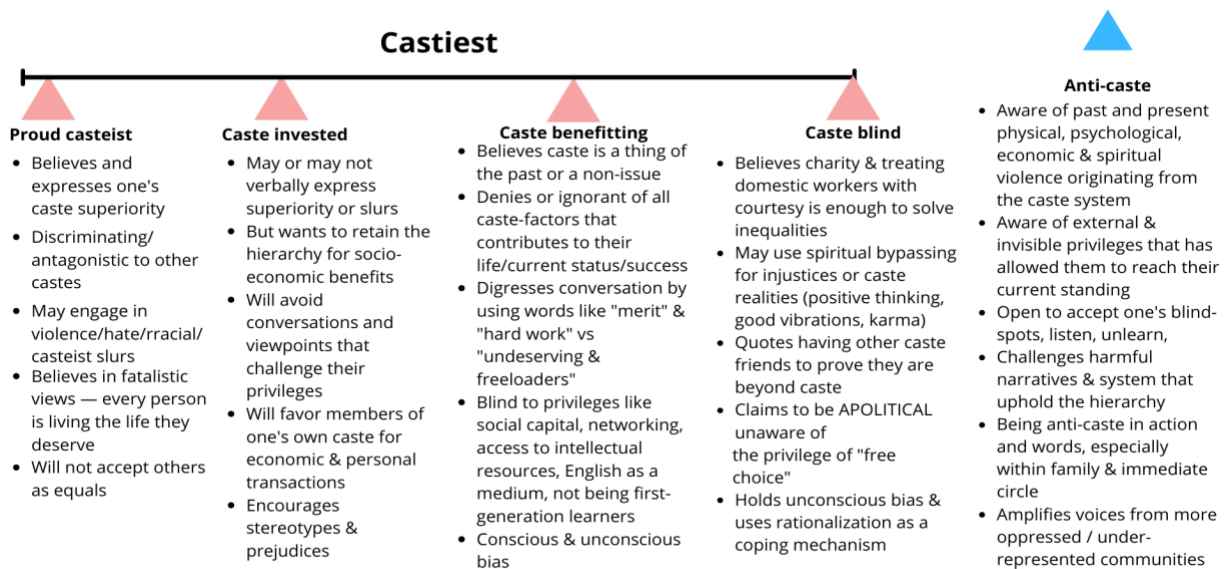 Castiest
Proud casteist
• Believes and
expresses one's
caste superiority
• Discriminating/
antagonistic to other
castes
• May engage in
violence/hate/rracial/
casteist slurs
• Believes in fatalistic
views — every person
is living the life they
deserve
• Will not accept others
as equals
Caste invested
• May or may not
verbally express
superiority or slurs
• But wants to retain the
hierarchy for socio-
economic benefits
• Will avoid
conversations and
viewpoints that
challenge their
privileges
• Will favor members of
one's own caste for
economic & personal
transactions
• Encourages
stereotypes &
prejudices
Caste benefitting
• Believes caste is a thing of
the past or a non-issue
• Denies or ignorant of all
caste-factors that
contributes to their
life/current status/success
• Digresses conversation by
using words like "merit" &
"hard work" vs
"undeserving &
freeloaders"
• Blind to privileges like
social capital, networking,
access to intellectual
resources, English as a
medium, not being first-
generation learners
• Conscious & unconscious
bias
Caste blind
• Believes charity & treating
domestic workers with
courtesy is enough to solve
inequalities
• May use spiritual bypassing
for injustices or caste
realities (positive thinking,
good vibrations, karma)
• Quotes having other caste
friends to prove they are
beyond caste
• Claims to be APOLITICAL
unaware of
the privilege of "free
choice"
• Holds unconscious bias &
uses rationalization as a
coping mechanism
Anti-caste
• Aware of past and present
physical, psychological,
economic & spiritual
violence originating from
the caste system
• Aware of external &
invisible privileges that has
allowed them to reach their
current standing
• Open to accept one's blind-
spots, listen, unlearn,
• Challenges harmful
narratives & system that
uphold the hierarchy
• Being anti-caste in action
and words, especially
within family & immediate
circle
• Amplifies voices from more
oppressed / under-
represented communities